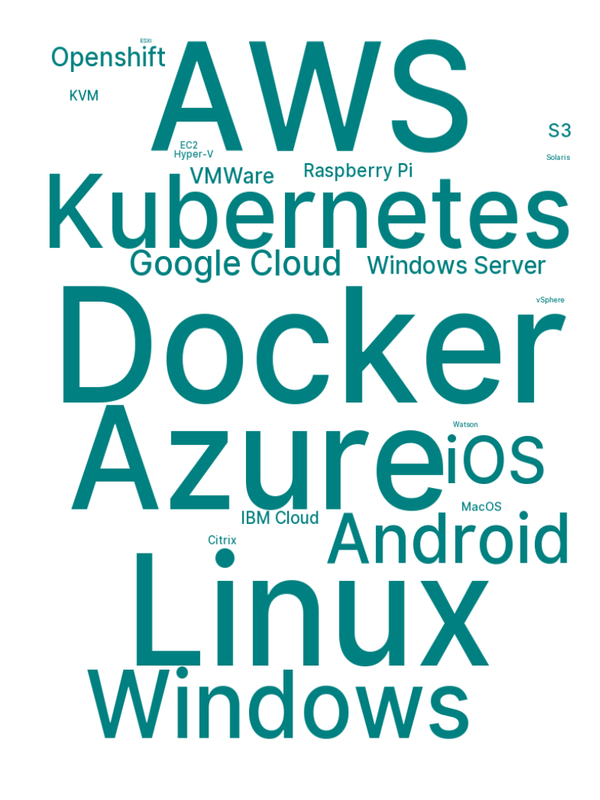 ESXi
Openshift
AWS
KVM
S3
EC2
Hyper-V
Solaris
VMWare
Raspberry Pi
Kubernetes
Google Cloud
Windows Server
vSphere
Docker
Azure
Watson
iOS
MacOS
IBM Cloud
Android
Citrix
Linux
Windows